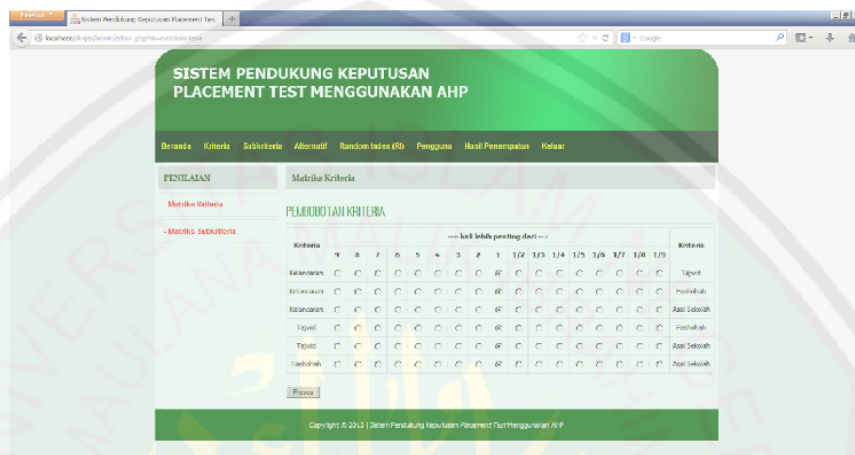 Sistem Pendukung Keputusan Placement Tes
Google
SISTEM PENDUKUNG KEPUTUSAN
PLACEMENT TEST MENGGUNAKAN AHP
Beranda Kriteria Subkriteria Alternatif Random Index (RI) Pengguna Hasil Penempatan Keluar
PENILAIAN
Matriks Kriteria
- Matriks Kriteria
- Matriks Subkriteria
PEMBOBOTAN KRITERIA
Kriteria
kali lebih penting dari
Kriteria
9 8 7 6 5 4 3 2 1 1/2 1/3 1/4 1/5 1/6 1/7 1/8 1/9
Kelancaran Tajwid
Kelancaran Fashohah
Kelancaran Asal Sekolah
Tajwid Fashohah
Tajwid Asal Sekolah
Fashohah Asal Sekolah
Proses
Copyright © 2013 | Sistem Pendukung Keputusan Placement Test Menggunakan AHP